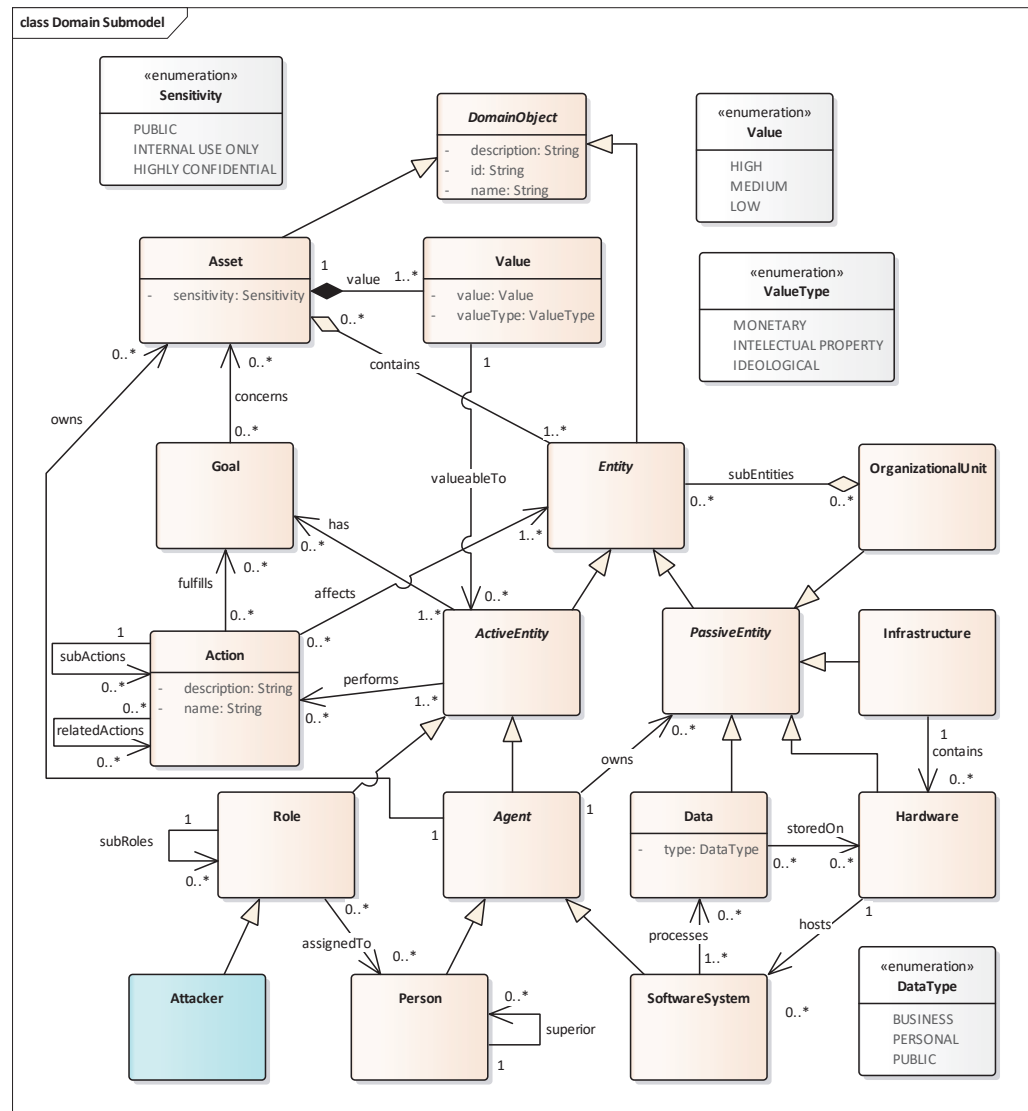 class Domain Submodel
«enumeration»
Sensitivity
PUBLIC
INTERNAL USE ONLY
HIGHLY CONFIDENTIAL
DomainObject
- description: String
- id: String
- name: String
«enumeration»
Value
HIGH
MEDIUM
LOW
Asset
- sensitivity: Sensitivity
1
value
1..*
Value
- value: Value
- valueType: ValueType
«enumeration»
ValueType
MONETARY
INTELECTUAL PROPERTY
IDEOLOGICAL
0..*
0..*
0..*
contains
1
owns
concerns
0..*
1..*
Goal
valueableTo
Entity
subEntities
0..*
0..*
OrganizationalUnit
has
0..*
1..*
0..*
fulfills
affects
0..*
0..*
1..*
0..*
ActiveEntity
PassiveEntity
Infrastructure
1
subActions
0..*
Action
- description: String
- name: String
0..*
relatedActions
0..*
performs
1..*
0..*
owns
0..*
1
contains
0..*
1
subRoles
0..*
Role
0..*
1
Agent
1
Data
- type: DataType
storedOn
0..*
0..*
Hardware
1
assignedTo
0..*
processes
0..*
1..*
hosts
0..*
Attacker
Person
0..*
superior
1
SoftwareSystem
«enumeration»
DataType
BUSINESS
PERSONAL
PUBLIC